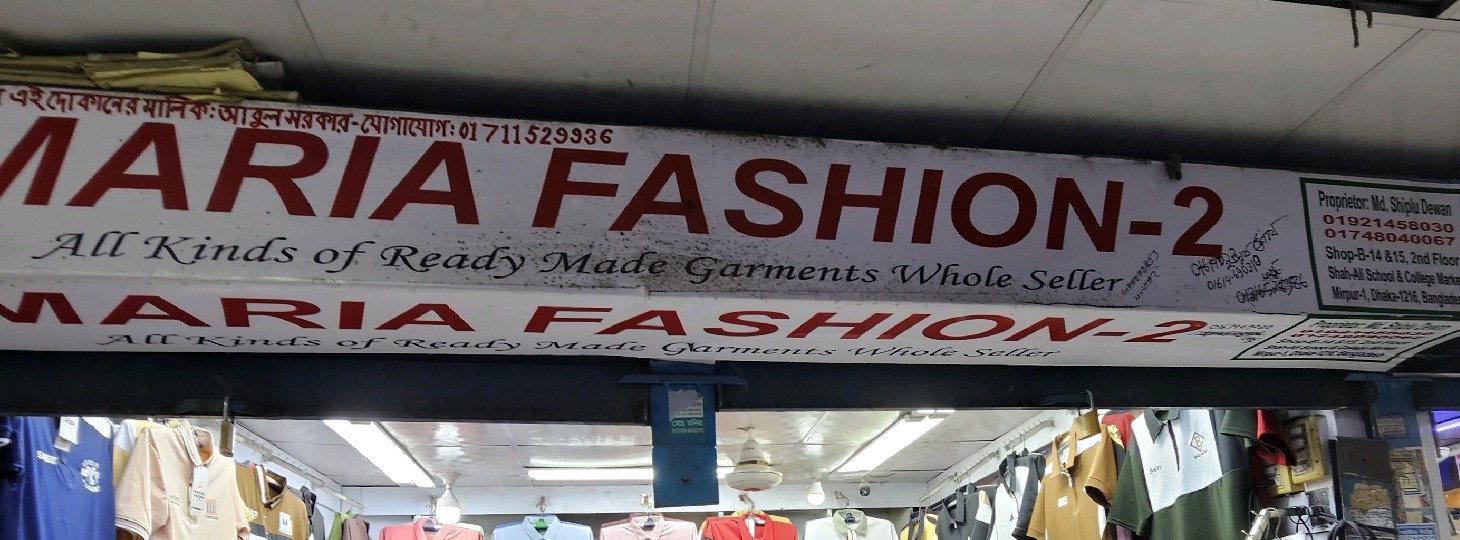 এই দোকানের মালিক: আবুল সরকার-যোগাযোগ: 01711529936
MARIA FASHION-2
All Kinds of Ready Made Garments Whole Seller
Proprietor: Md. Shiplu Dewan
01921458030
01748040067
Shop-B-14 &15, 2nd Floor
Shah-Ali School & College Marke
Mirpur-1, Dhaka-1216, Banglades
MARIA FASHION-2
All Kinds of Ready Made Garments Whole Seller